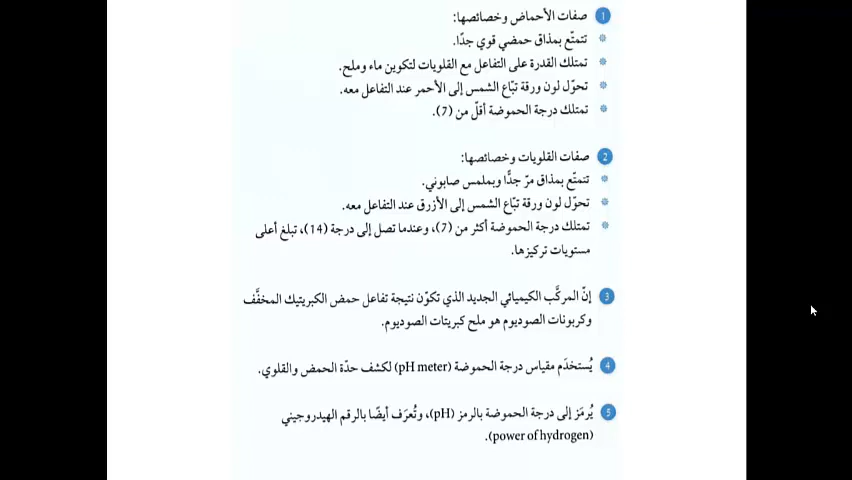 1 صفات الأحماض وخصائصها:
تتمتّع بمذاق حمضي قوي جدًا.
تمتلك القدرة على التفاعل مع القلويات لتكوين ماء وملح.
تحوّل لون ورقة تبّاع الشمس إلى الأحمر عند التفاعل معه.
تمتلك درجة الحموضة أقلّ من (7).
2 صفات القلويات وخصائصها:
تتمتّع بمذاق مرّ جدًّا وبملمس صابوني.
تحوّل لون ورقة تبّاع الشمس إلى الأزرق عند التفاعل معه.
تمتلك درجة الحموضة أكثر من (7)، وعندما تصل إلى درجة (14)، تبلغ أعلى
مستويات تركيزها.
3 إنّ المركَّب الكيميائي الجديد الذي تكوّن نتيجة تفاعل حمض الكبريتيك المخفَّف
وكربونات الصوديوم هو ملح كبريتات الصوديوم.
4 يُستخدَم مقياس درجة الحموضة (pH meter) لكشف حدّة الحمض والقلوي.
5 يُرمَز إلى درجة الحموضة بالرمز (pH)، وتُعرَف أيضًا بالرقم الهيدروجيني
(power of hydrogen).